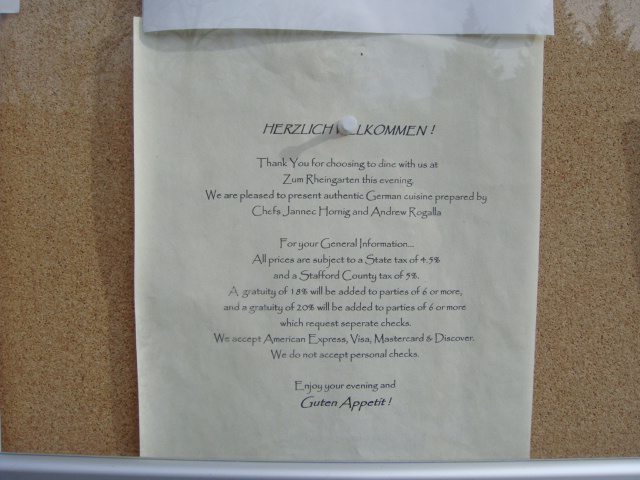 HERZLICH LKOMMEN !
Thank You for choosing to dine with us at
Zum Rheingarten this evening.
We are pleased to present authentic German cuisine prepared by
Chefs Jannec Hornig and Andrew Rogalla
For your General Information...
All prices are subject to a State tax of 4.5%
and a Stafford County tax of 5%.
A gratuity of 18% will be added to parties of 6 or more,
and a gratuity of 20% will be added to parties of 6 or more
which request seperate checks.
We accept American Express, Visa, Mastercard & Discover.
We do not accept personal checks.
Enjoy your evening and
Guten Appetit !